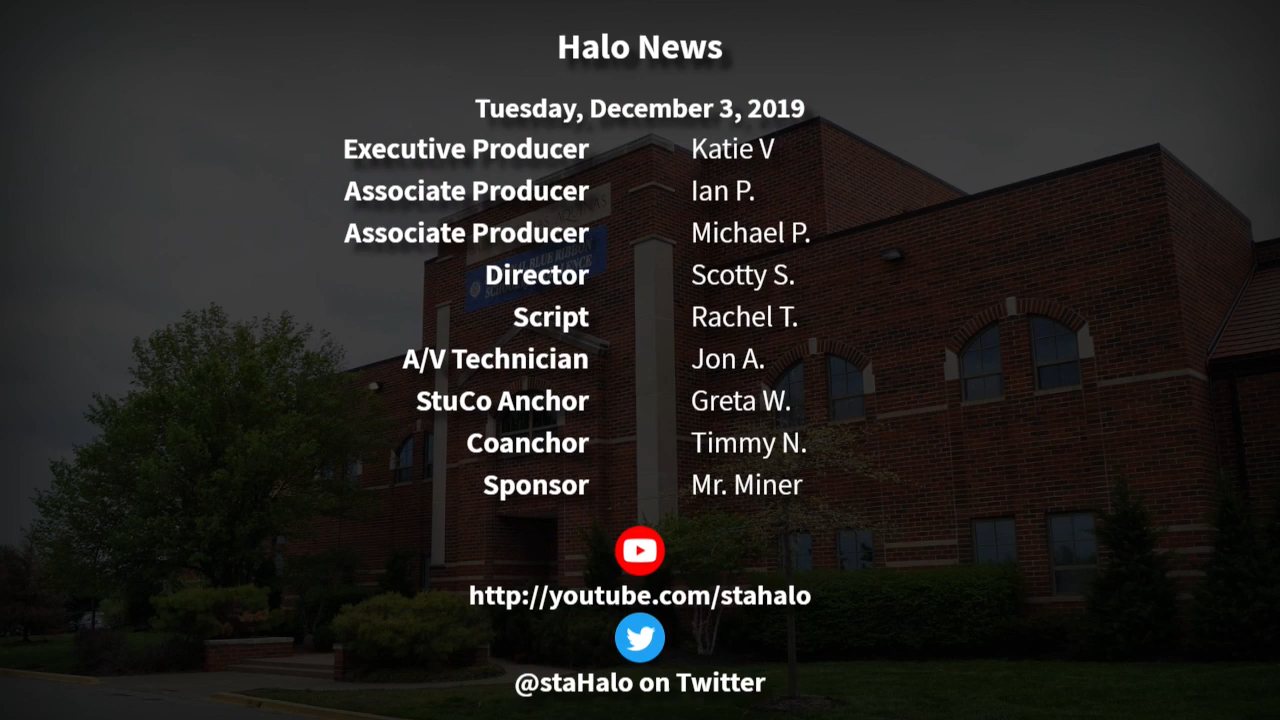 Halo News
Tuesday, December 3, 2019
Executive Producer Katie V
Associate Producer Ian P.
Associate Producer Michael P.
Director Scotty S.
Script Rachel T.
A/V Technician Jon A.
StuCo Anchor Greta W.
Coanchor Timmy N.
Sponsor Mr. Miner
http://youtube.com/stahalo
@staHalo on Twitter